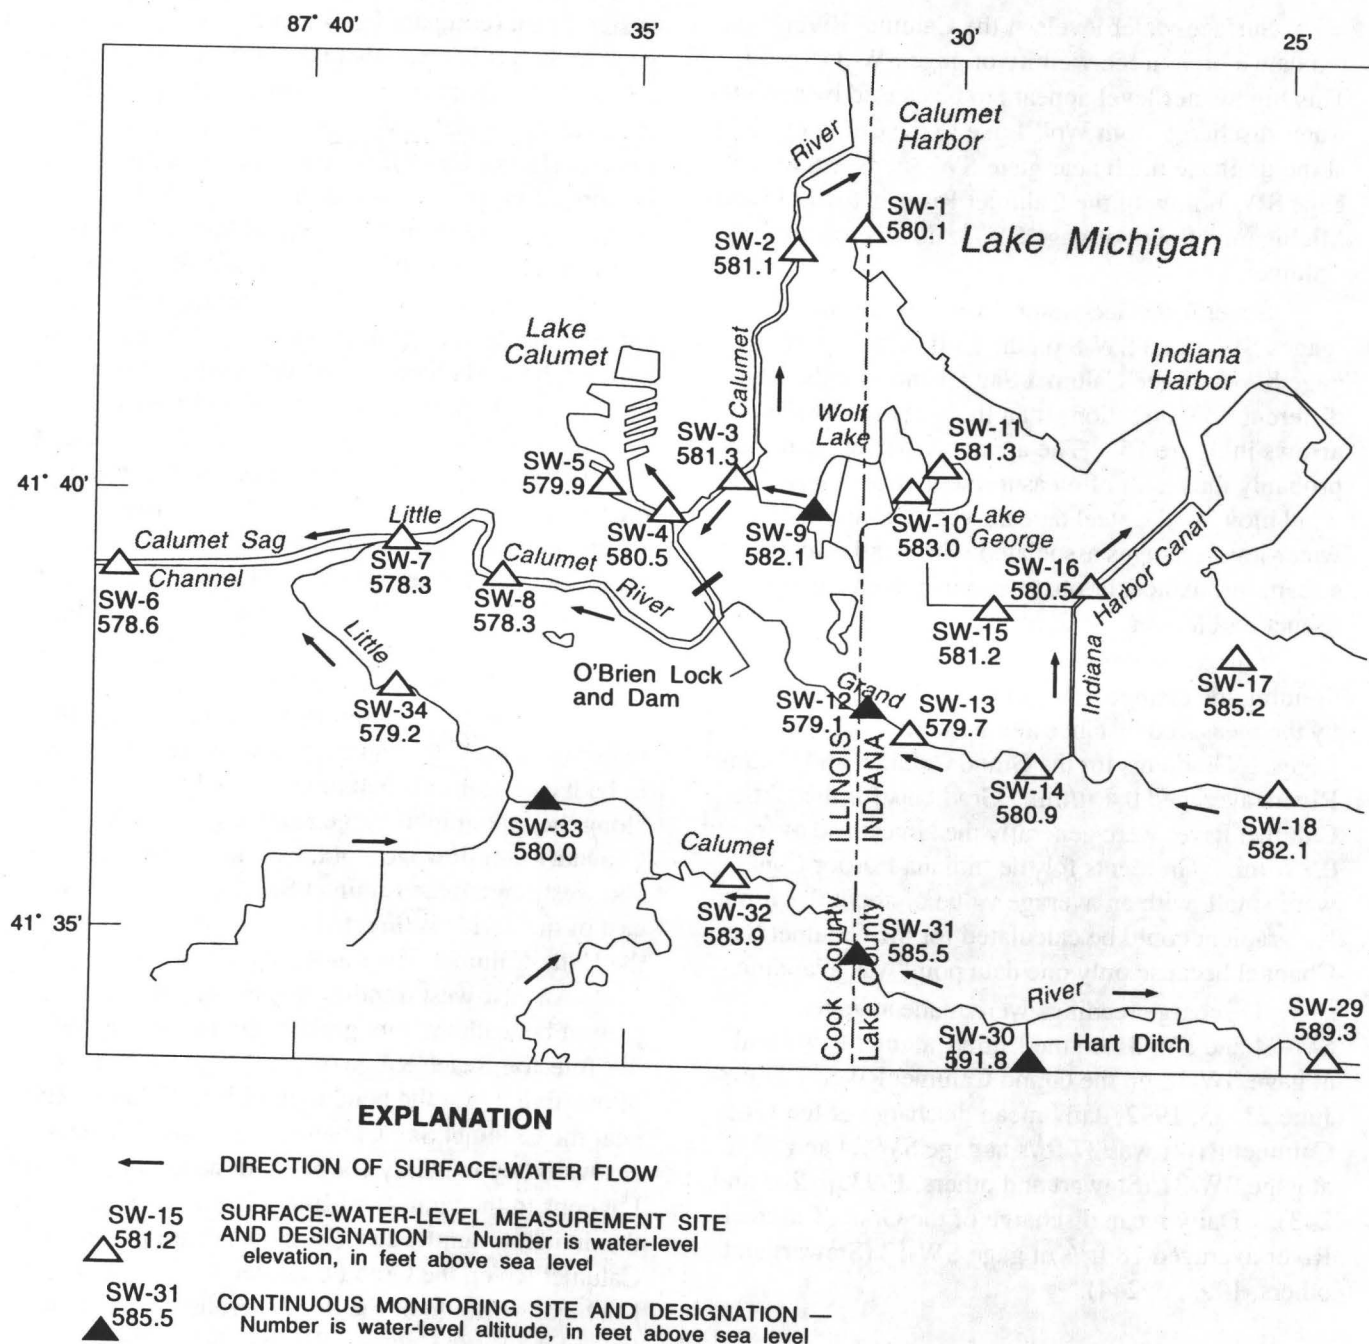 87° 40'
35'
30'
25'
Calumet
Harbor
River
SW-1
580.1
SW-2
581.1
Lake Michigan
Lake
Calumet
Calumet
Indiana
Harbor
Wolf
Lake
SW-3
581.3
SW-11
581.3
SW-5
579.9
41° 40'
Little
SW-4
580.5
SW-9
582.1
SW-10
583.0
Lake
George
Calumet Sag
Channel
SW-7
578.3
Calumet
River
SW-16
580.5
Indiana Harbor Canal
SW-6
578.6
SW-8
578.3
SW-15
581.2
Little
O'Brien Lock
and Dam
SW-17
585.2
SW-34
579.2
Grand
SW-12
579.1
SW-13
579.7
ILLINOIS
INDIANA
SW-14
580.9
SW-18
582.1
SW-33
580.0
Calumet
41° 35'
SW-32
583.9
SW-31
585.5
Cook County
Lake County
River
SW-30
591.8
Hart Ditch
SW-29
589.3
EXPLANATION
DIRECTION OF SURFACE-WATER FLOW
SW-15
581.2
SURFACE-WATER-LEVEL MEASUREMENT SITE
AND DESIGNATION — Number is water-level
elevation, in feet above sea level
SW-31
585.5
CONTINUOUS MONITORING SITE AND DESIGNATION —
Number is water-level altitude, in feet above sea level